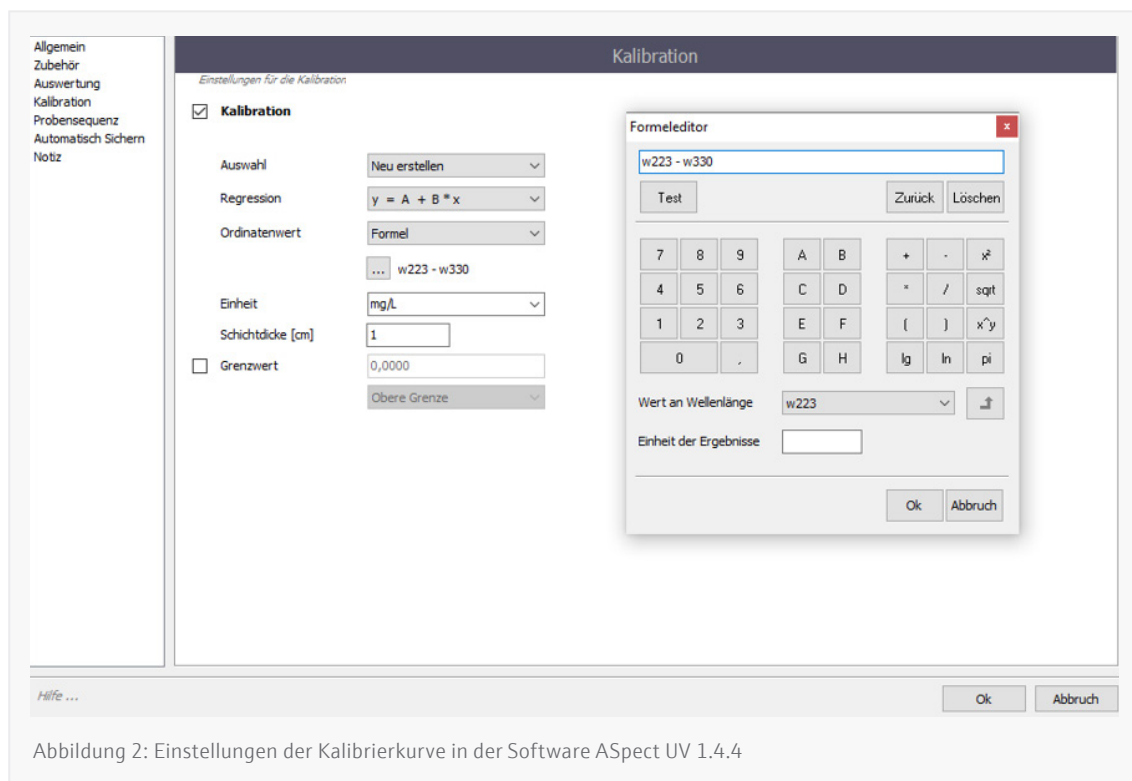 Allgemein
Zubehör
Auswertung
Kalibration
Probensequenz
Automatisch Sichern
Notiz
Kalibration
Einstellungen für die Kalibration
Kalibration
Auswahl Neu erstellen
Regression y = A + B * x
Ordinatenwert Formel
... w223 - w330
Einheit mg/L
Schichtdicke [cm] 1
Grenzwert 0,0000
Obere Grenze
Formeleditor x
w223 - w330
Test Zurück Löschen
7 8 9 A B + - x²
4 5 6 C D * / sqrt
1 2 3 E F ( ) x^y
0 , G H lg ln pi
Wert an Wellenlänge w223
Einheit der Ergebnisse
Ok Abbruch
Hilfe ...
Ok Abbruch
Abbildung 2: Einstellungen der Kalibrierkurve in der Software ASpect UV 1.4.4